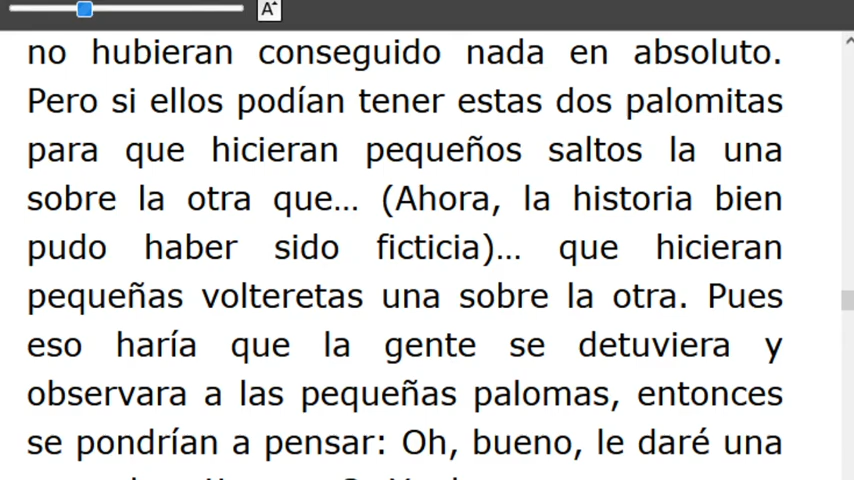 A
no hubieran conseguido nada en absoluto.
Pero si ellos podían tener estas dos palomitas
para que hicieran pequeños saltos la una
sobre la otra que… (Ahora, la historia bien
pudo haber sido ficticia)… que hicieran
pequeñas volteretas una sobre la otra. Pues
eso haría que la gente se detuviera y
observara a las pequeñas palomas, entonces
se pondrían a pensar: Oh, bueno, le daré una